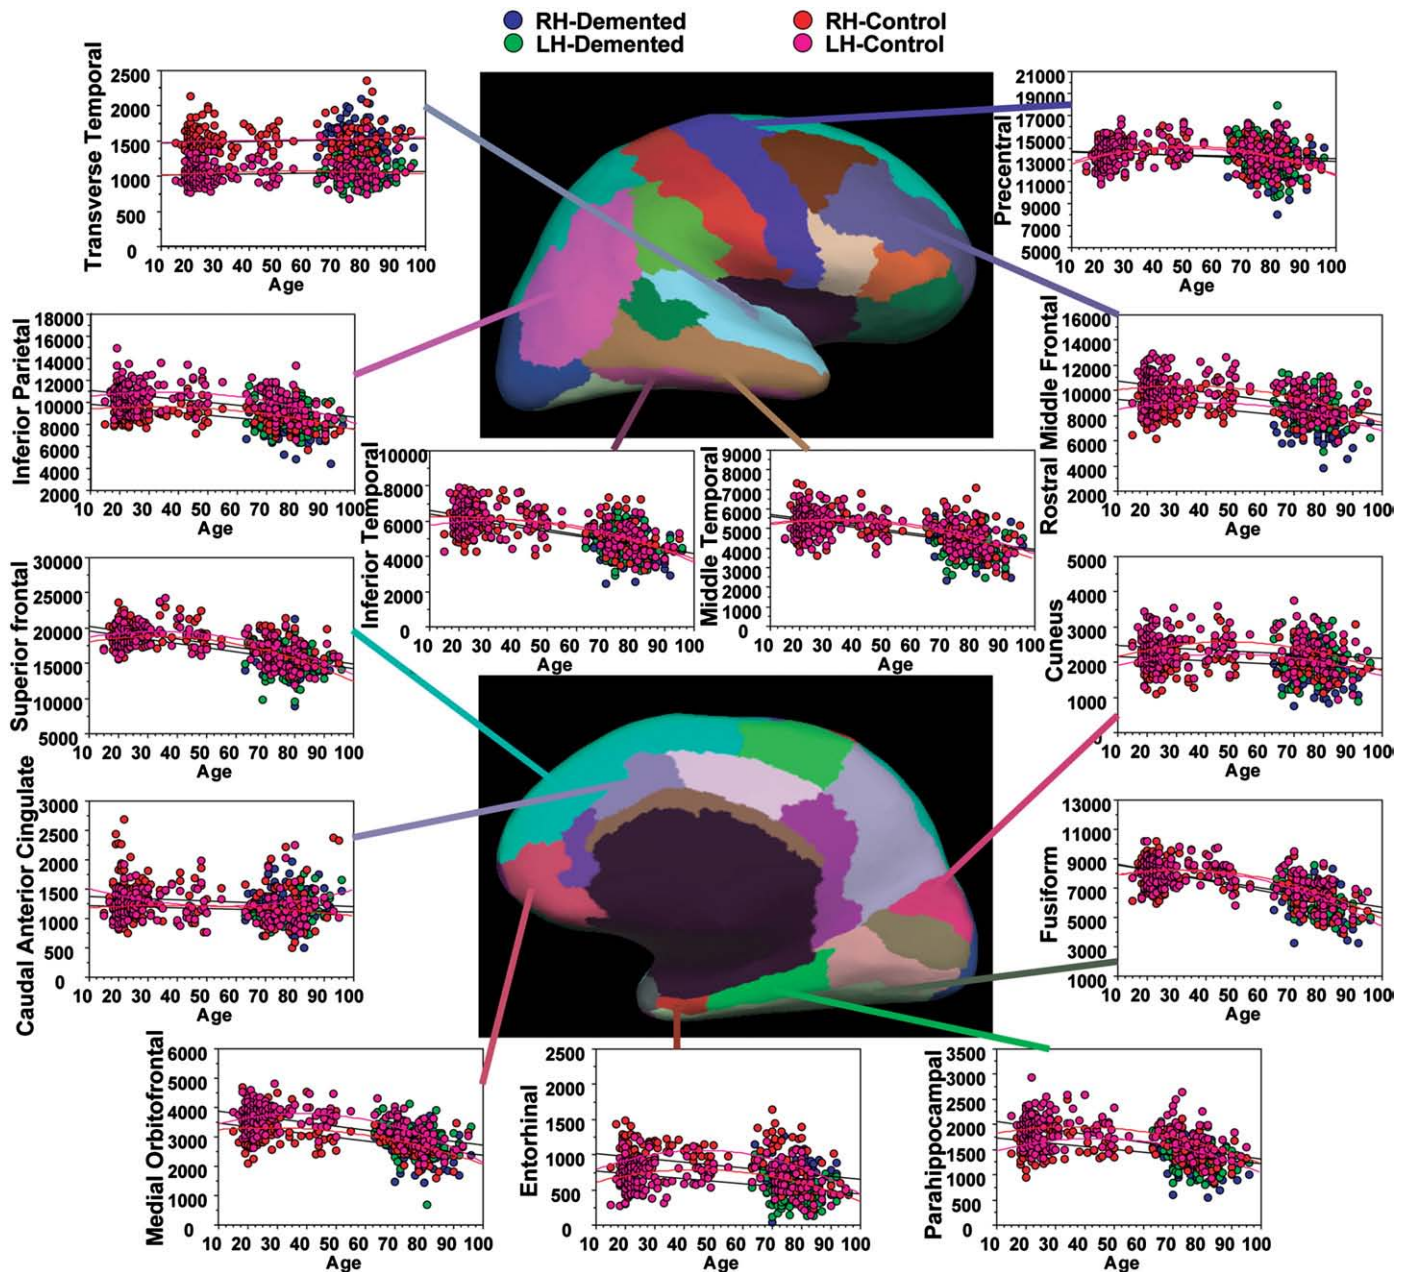 RH-Demented RH-Control
LH-Demented LH-Control
Transverse Temporal
2500
2000
1500
1000
500
0
10 20 30 40 50 60 70 80 90 100
Age
Precentral
21000
19000
17000
15000
13000
11000
9000
7000
5000
10 20 30 40 50 60 70 80 90 100
Age
Inferior Parietal
18000
16000
14000
12000
10000
8000
6000
4000
2000
10 20 30 40 50 60 70 80 90 100
Age
Rostral Middle Frontal
16000
14000
12000
10000
8000
6000
4000
2000
10 20 30 40 50 60 70 80 90 100
Age
Inferior Temporal
10000
8000
6000
4000
2000
0
10 20 30 40 50 60 70 80 90 100
Age
Middle Temporal
9000
8000
7000
6000
5000
4000
3000
2000
1000
0
10 20 30 40 50 60 70 80 90 100
Age
Superior frontal
30000
25000
20000
15000
10000
5000
10 20 30 40 50 60 70 80 90 100
Age
Cuneus
5000
4000
3000
2000
1000
0
10 20 30 40 50 60 70 80 90 100
Age
Caudal Anterior Cingulate
3000
2500
2000
1500
1000
500
0
10 20 30 40 50 60 70 80 90 100
Age
Fusiform
13000
11000
9000
7000
5000
3000
1000
10 20 30 40 50 60 70 80 90 100
Age
Medial Orbitofrontal
6000
5000
4000
3000
2000
1000
0
10 20 30 40 50 60 70 80 90 100
Age
Entorhinal
2500
2000
1500
1000
500
0
10 20 30 40 50 60 70 80 90 100
Age
Parahippocampal
3500
3000
2500
2000
1500
1000
500
0
10 20 30 40 50 60 70 80 90 100
Age